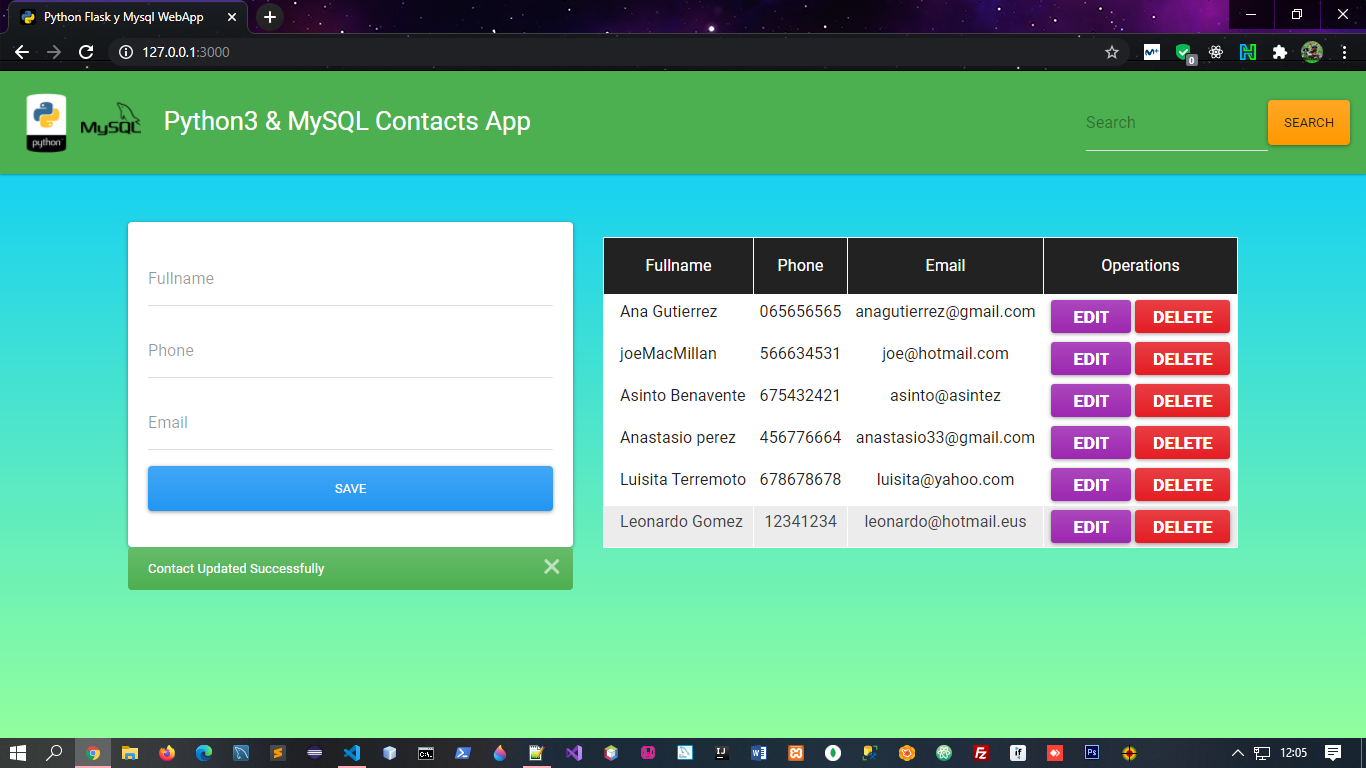 Python Flask y Mysql WebApp
127.0.0.1:3000
0
python
MySQL
Python3 & MySQL Contacts App
Search
SEARCH
Fullname
Phone
Email
SAVE
Contact Updated Successfully
Fullname Phone Email Operations
Ana Gutierrez 065656565 anagutierrez@gmail.com EDIT DELETE
joeMacMillan 566634531 joe@hotmail.com EDIT DELETE
Asinto Benavente 675432421 asinto@asintez EDIT DELETE
Anastasio perez 456776664 anastasio33@gmail.com EDIT DELETE
Luisita Terremoto 678678678 luisita@yahoo.com EDIT DELETE
Leonardo Gomez 12341234 leonardo@hotmail.eus EDIT DELETE
12:05